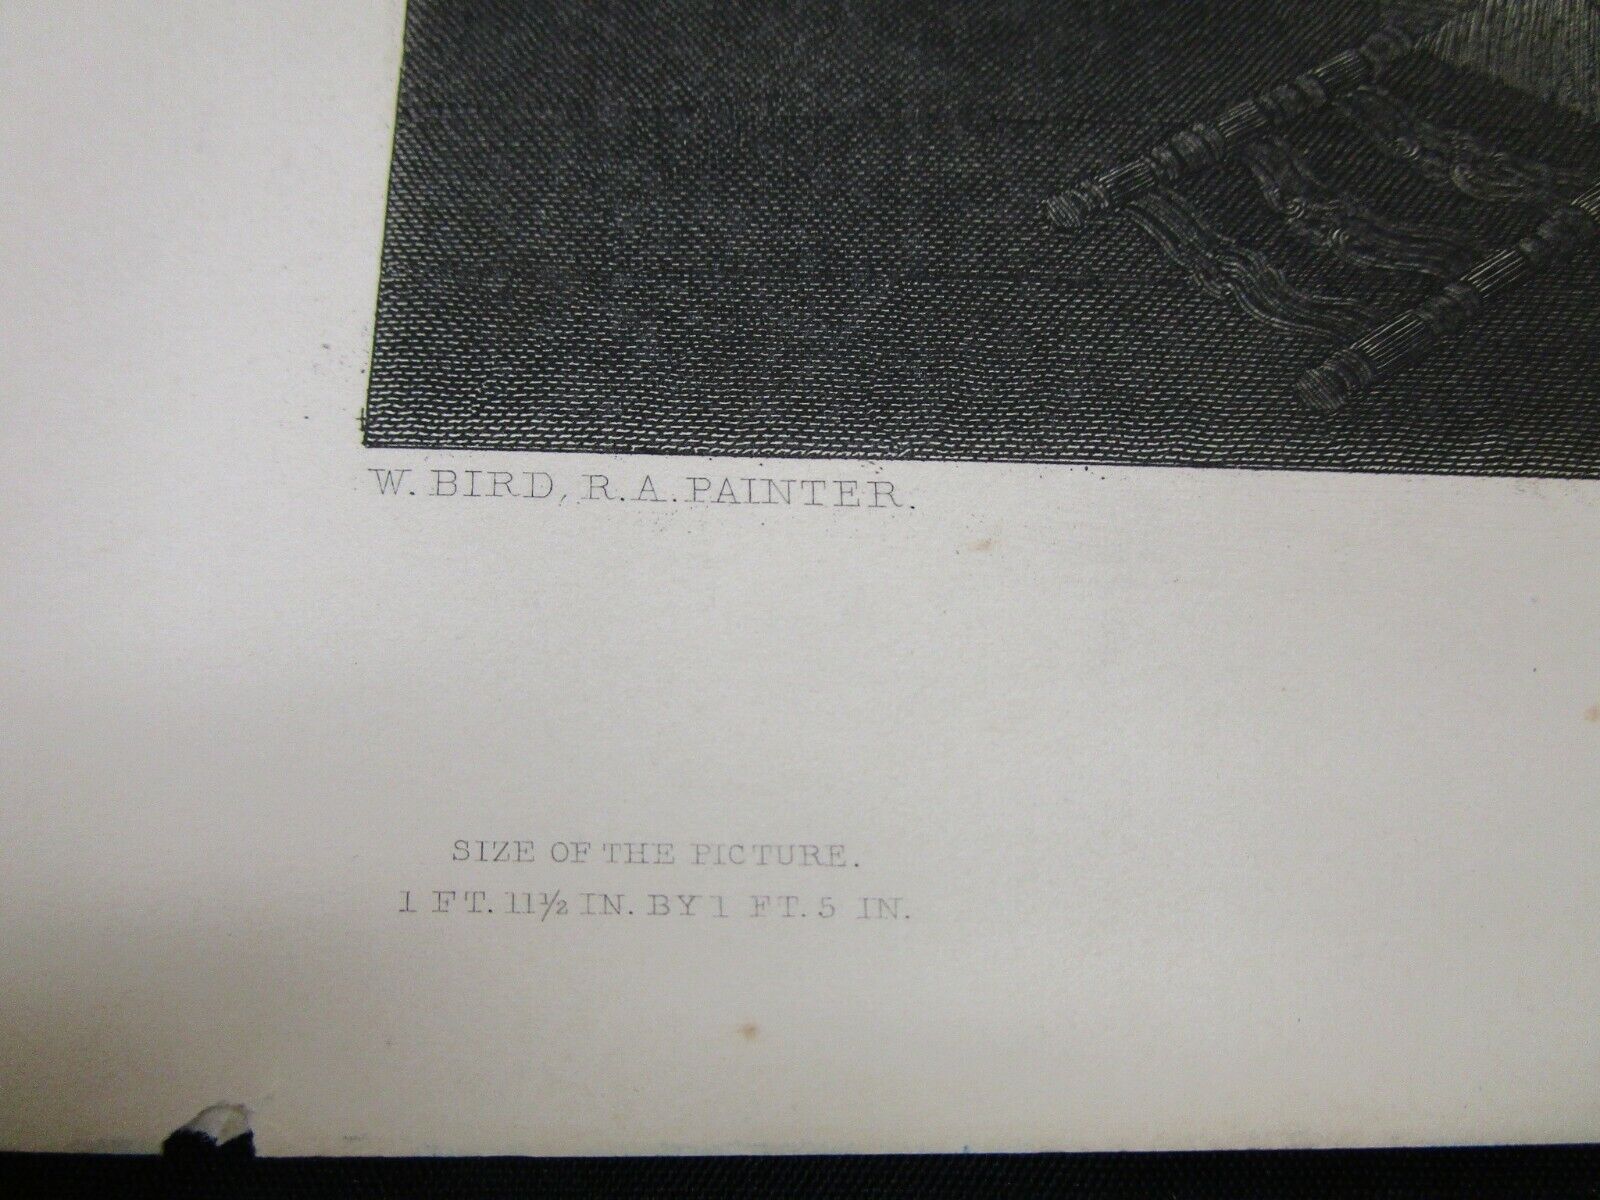 W. BIRD, R.A. PAINTER.
SIZE OF THE PICTURE.
1 FT. 11½ IN. BY 1 FT. 5 IN.